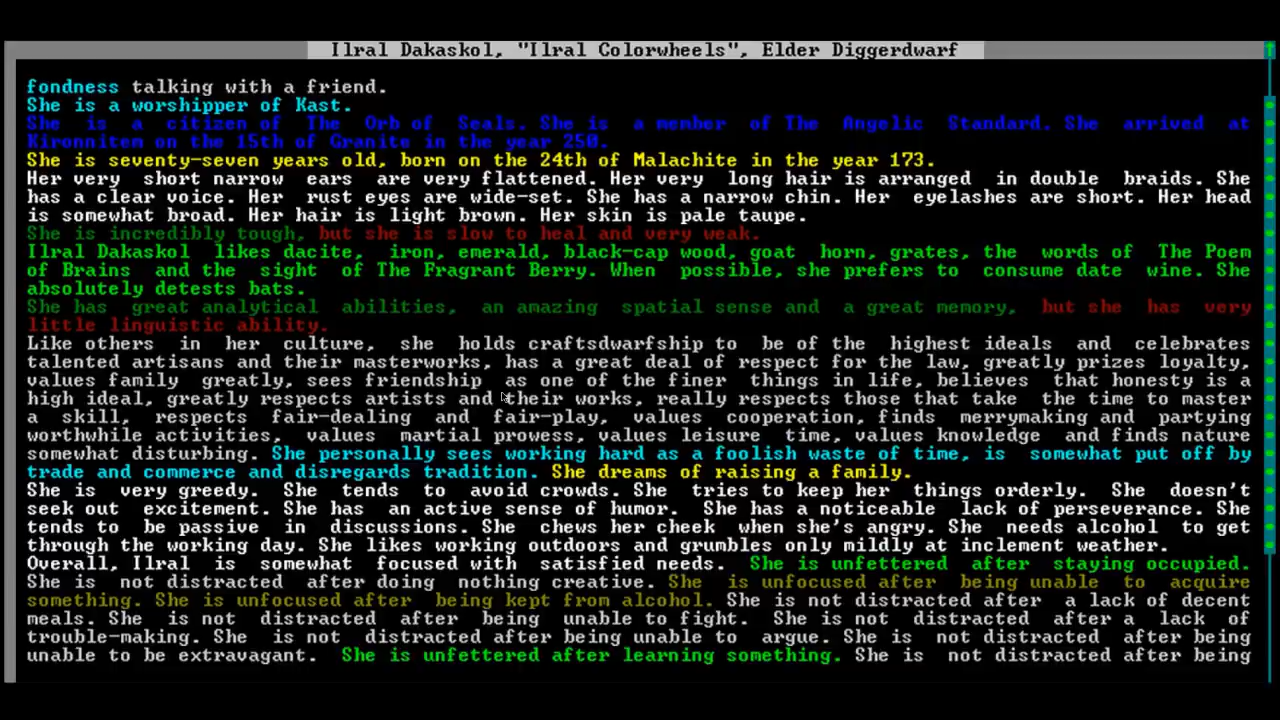 Ilral Dakaskol, "Ilral Colorwheels", Elder Diggerdwarf
fondness talking with a friend.
She is a worshipper of Kast.
She is a citizen of The Orb of Seals. She is a member of The Angelic Standard. She arrived at
Kironnitem on the 15th of Granite in the year 250.
She is seventy-seven years old, born on the 24th of Malachite in the year 173.
Her very short narrow ears are very flattened. Her very long hair is arranged in double braids. She
has a clear voice. Her rust eyes are wide-set. She has a narrow chin. Her eyelashes are short. Her head
is somewhat broad. Her hair is light brown. Her skin is pale taupe.
She is incredibly tough, but she is slow to heal and very weak.
Ilral Dakaskol likes dacite, iron, emerald, black-cap wood, goat horn, grates, the words of The Poem
of Brains and the sight of The Fragrant Berry. When possible, she prefers to consume date wine. She
absolutely detests bats.
She has great analytical abilities, an amazing spatial sense and a great memory, but she has very
little linguistic ability.
Like others in her culture, she holds craftsdwarfship to be of the highest ideals and celebrates
talented artisans and their masterworks, has a great deal of respect for the law, greatly prizes loyalty,
values family greatly, sees friendship as one of the finer things in life, believes that honesty is a
high ideal, greatly respects artists and their works, really respects those that take the time to master
a skill, respects fair-dealing and fair-play, values cooperation, finds merrymaking and partying
worthwhile activities, values martial prowess, values leisure time, values knowledge and finds nature
somewhat disturbing. She personally sees working hard as a foolish waste of time, is somewhat put off by
trade and commerce and disregards tradition. She dreams of raising a family.
She is very greedy. She tends to avoid crowds. She tries to keep her things orderly. She doesn't
seek out excitement. She has an active sense of humor. She has a noticeable lack of perseverance. She
tends to be passive in discussions. She chews her cheek when she's angry. She needs alcohol to get
through the working day. She likes working outdoors and grumbles only mildly at inclement weather.
Overall, Ilral is somewhat focused with satisfied needs. She is unfettered after staying occupied.
She is not distracted after doing nothing creative. She is unfocused after being unable to acquire
something. She is unfocused after being kept from alcohol. She is not distracted after a lack of decent
meals. She is not distracted after being unable to fight. She is not distracted after a lack of
trouble-making. She is not distracted after being unable to argue. She is not distracted after being
unable to be extravagant. She is unfettered after learning something. She is not distracted after being